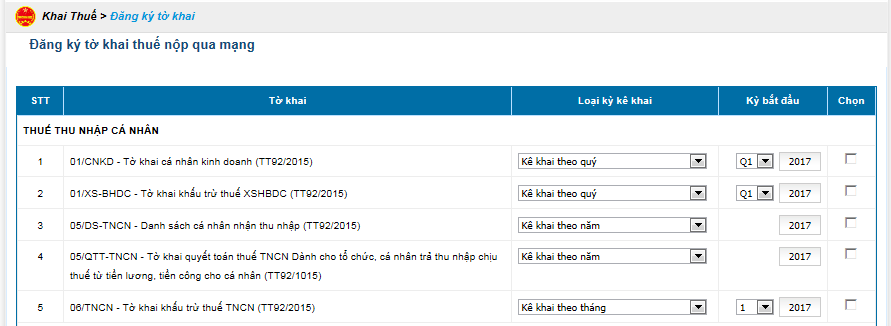 Khai Thuế > Đăng ký tờ khai
Đăng ký tờ khai thuế nộp qua mạng
STT Tờ khai Loại kỳ kê khai Kỳ bắt đầu Chọn
THUẾ THU NHẬP CÁ NHÂN
1 01/CNKD - Tờ khai cá nhân kinh doanh (TT92/2015) Kê khai theo quý Q1 2017
2 01/XS-BHDC - Tờ khai khấu trừ thuế XSHBDC (TT92/2015) Kê khai theo quý Q1 2017
3 05/DS-TNCN - Danh sách cá nhân nhận thu nhập (TT92/2015) Kê khai theo năm 2017
4 05/QTT-TNCN - Tờ khai quyết toán thuế TNCN Dành cho tổ chức, cá nhân trả thu nhập chịu Kê khai theo năm 2017
thuế từ tiền lương, tiền công cho cá nhân (TT92/1015)
5 06/TNCN - Tờ khai khấu trừ thuế TNCN (TT92/2015) Kê khai theo tháng 1 2017